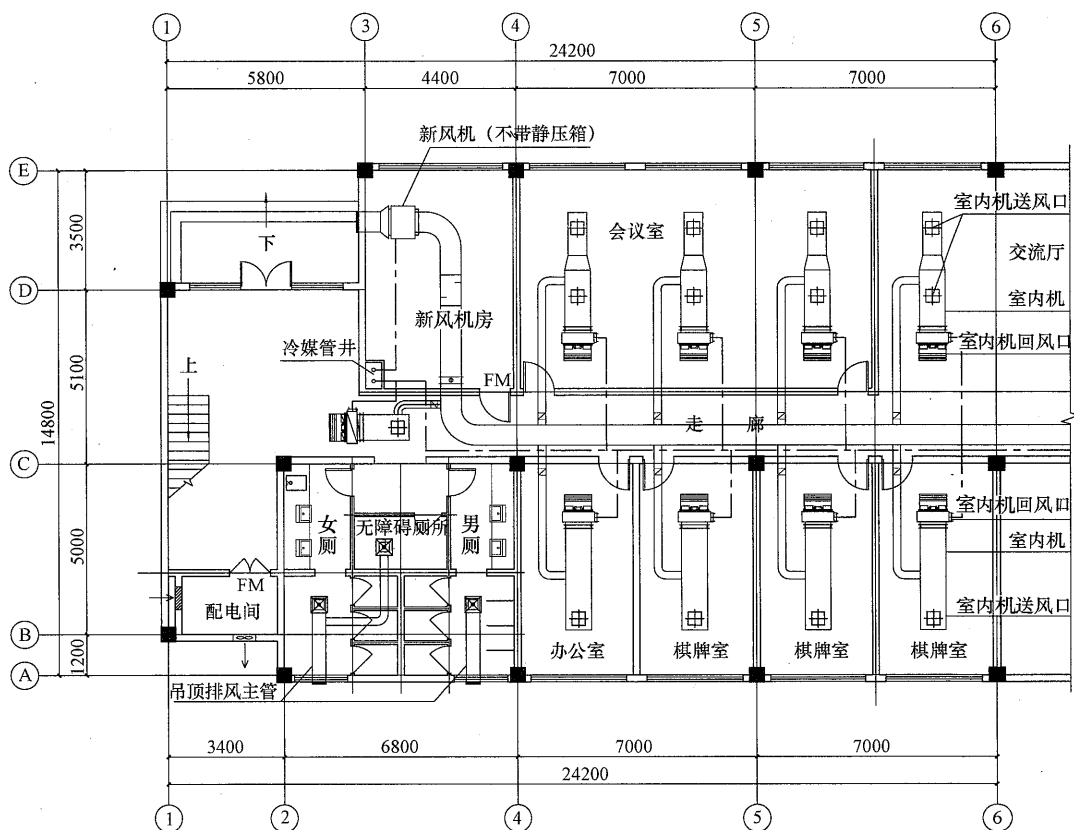 1
3
4
5
6
24200
5800
4400
7000
7000
新风机（不带静压箱）
E
3500
下
会议室
室内机送风口
交流厅
D
新风机房
室内机
冷媒管井
室内机回风口
5100
14800
上
FM
走廊
C
女厕
无障碍厕所
男厕
室内机回风口
5000
室内机
FM
配电间
室内机送风口
B
办公室
棋牌室
棋牌室
棋牌室
1200
A
吊顶排风主管
3400
6800
7000
7000
24200
1
2
4
5
6